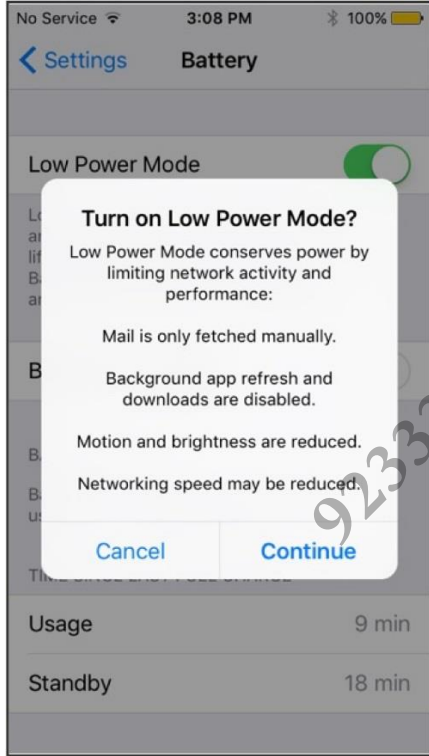 No Service 3:08 PM 100%
Settings Battery
Low Power Mode
Turn on Low Power Mode?
Low Power Mode conserves power by
limiting network activity and
performance:
Mail is only fetched manually.
Background app refresh and
downloads are disabled.
Motion and brightness are reduced.
Networking speed may be reduced.
Cancel Continue
Usage 9 min
Standby 18 min